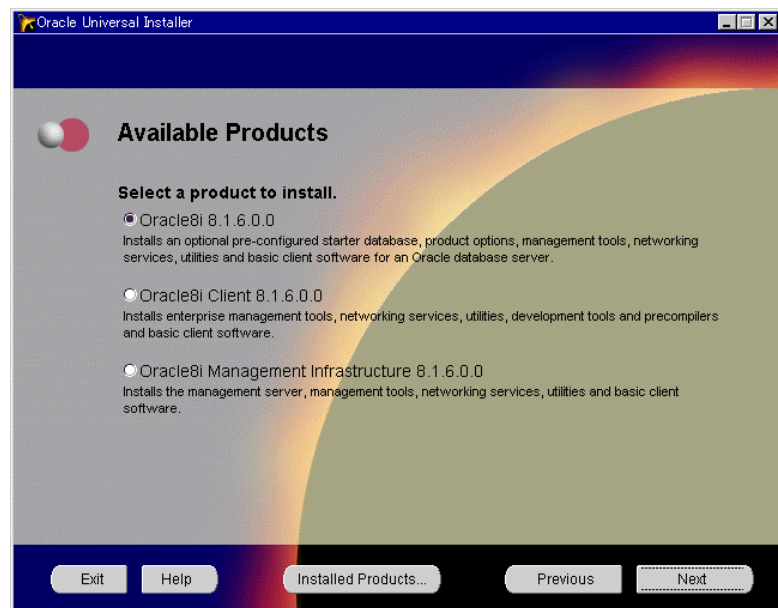 Oracle Universal Installer
Available Products
Select a product to install.
Oracle8i 8.1.6.0.0
Installs an optional pre-configured starter database, product options, management tools, networking
services, utilities and basic client software for an Oracle database server.
Oracle8i Client 8.1.6.0.0
Installs enterprise management tools, networking services, utilities, development tools and precompilers
and basic client software.
Oracle8i Management Infrastructure 8.1.6.0.0
Installs the management server, management tools, networking services, utilities and basic client
software.
Exit Help Installed Products... Previous Next